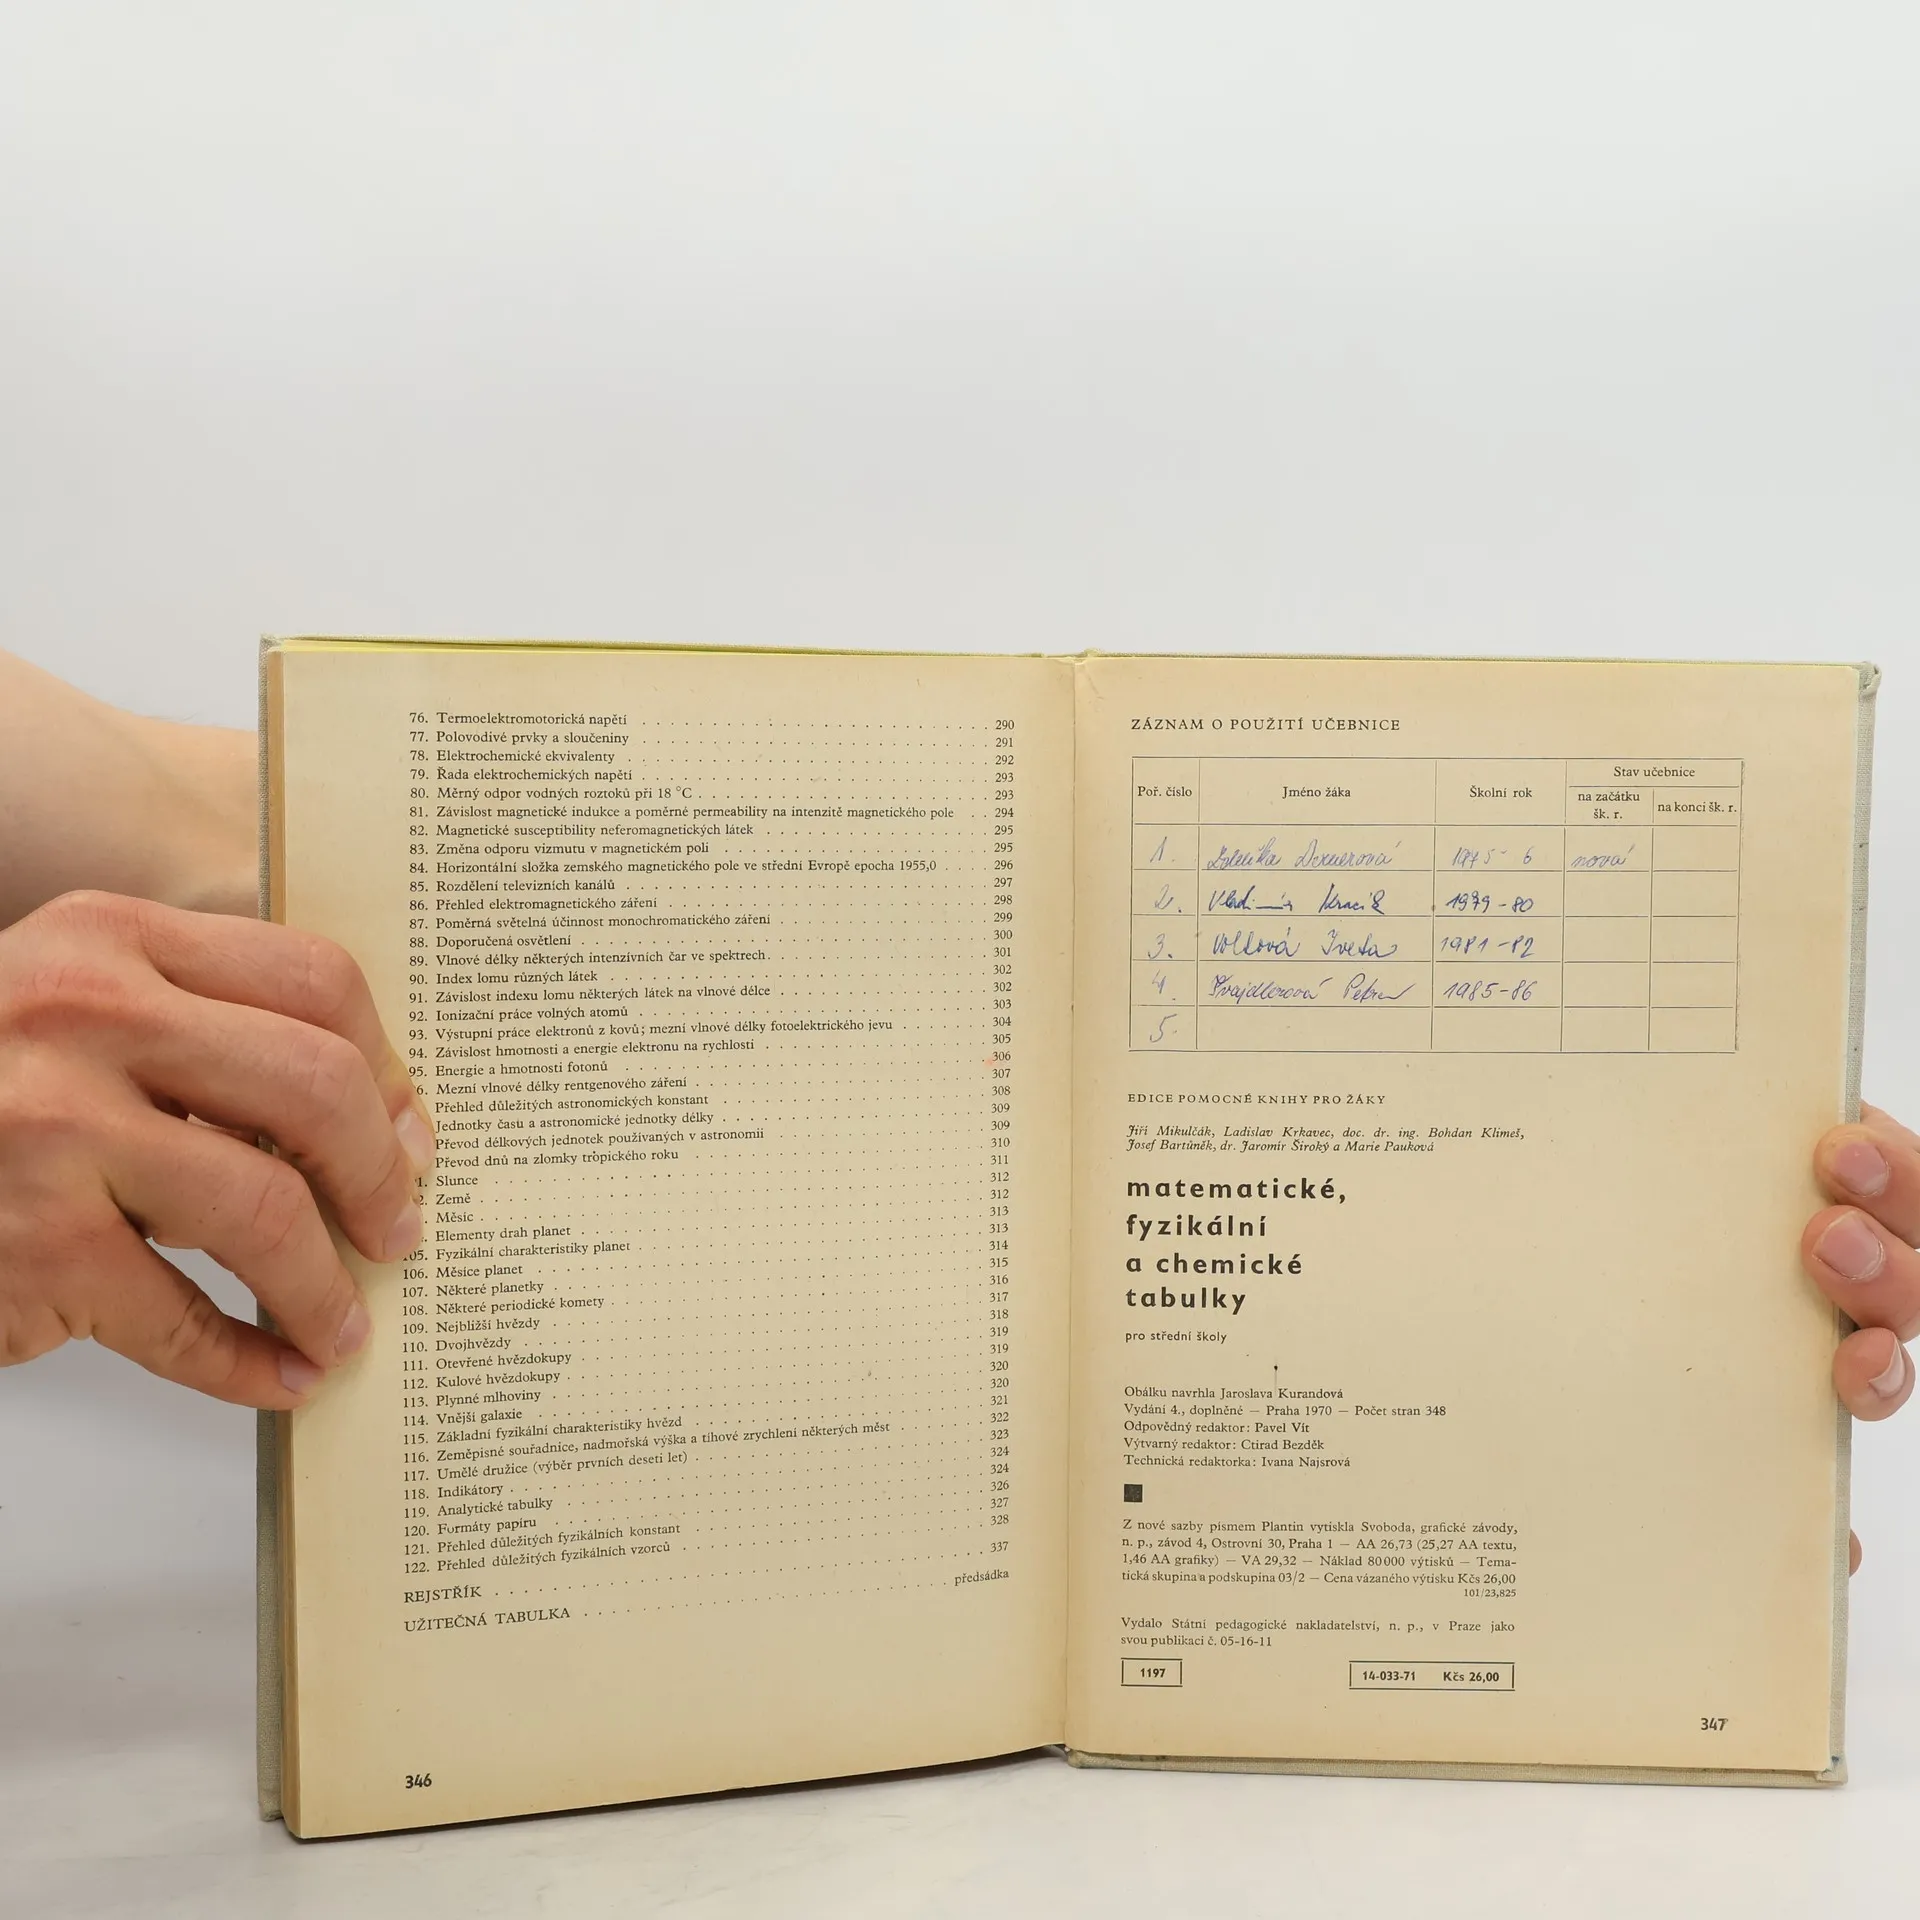 76. Termoelektromotorická napětí . . . 290
77. Polovodivé prvky a sloučeniny . . . 291
78. Elektrochemické ekvivalenty . . . 292
79. Řada elektrochemických napětí . . . 293
80. Měrný odpor vodných roztoků při 18 °C . . . 293
81. Závislost magnetické indukce a poměrné permeability na intenzitě magnetického pole . . 294
82. Magnetické susceptibility neferomagnetických látek . . . 295
83. Změna odporu vizmutu v magnetickém poli . . . 295
84. Horizontální složka zemského magnetického pole ve střední Evropě epocha 1955,0 . . . 296
85. Rozdělení televizních kanálů . . . 297
86. Přehled elektromagnetického záření . . . 298
87. Poměrná světelná účinnost monochromatického záření . . . 299
88. Doporučená osvětlení . . . 300
89. Vlnové délky některých intenzívních čar ve spektrech . . . 301
90. Index lomu různých látek . . . 302
91. Závislost indexu lomu některých látek na vlnové délce . . . 302
92. Ionizační práce volných atomů . . . 303
93. Výstupní práce elektronů z kovů; mezní vlnové délky fotoelektrického jevu . . . 304
94. Závislost hmotnosti a energie elektronu na rychlosti . . . 305
95. Energie a hmotnosti fotonů . . . 306
6. Mezní vlnové délky rentgenového záření . . . 307
Přehled důležitých astronomických konstant . . . 308
Jednotky času a astronomické jednotky délky . . . 309
Převod délkových jednotek používaných v astronomii . . . 309
Převod dnů na zlomky tropického roku . . . 310
1. Slunce . . . 311
2. Země . . . 312
. Měsíc . . . 312
. Elementy drah planet . . . 313
105. Fyzikální charakteristiky planet . . . 313
106. Měsíce planet . . . 314
107. Některé planetky . . . 315
108. Některé periodické komety . . . 316
109. Nejbližší hvězdy . . . 317
110. Dvojhvězdy . . . 318
111. Otevřené hvězdokupy . . . 319
112. Kulové hvězdokupy . . . 319
113. Plynné mlhoviny . . . 320
114. Vnější galaxie . . . 320
115. Základní fyzikální charakteristiky hvězd . . . 321
116. Zeměpisné souřadnice, nadmořská výška a tíhové zrychlení některých měst . . . 322
117. Umělé družice (výběr prvních deseti let) . . . 323
118. Indikátory . . . 324
119. Analytické tabulky . . . 324
120. Formáty papíru . . . 326
121. Přehled důležitých fyzikálních konstant . . . 327
122. Přehled důležitých fyzikálních vzorců . . . 328
REJSTŘÍK . . . 337
UŽITEČNÁ TABULKA . . . předsádka
346
ZÁZNAM O POUŽITÍ UČEBNICE
Poř. číslo Jméno žáka Školní rok Stav učebnice
na začátku šk. r. na konci šk. r.
1. 1975-6 nová
2. Vladimír 1979-80
3. Voltová Iveta 1981-82
4. 1985-86
5.
EDICE POMOCNÉ KNIHY PRO ŽÁKY
Jiří Mikulčák, Ladislav Krkavec, doc. dr. ing. Bohdan Klimeš,
Josef Bartůněk, dr. Jaromír Široký a Marie Pauková
matematické,
fyzikální
a chemické
tabulky
pro střední školy
Obálku navrhla Jaroslava Kurandová
Vydání 4., doplněné — Praha 1970 — Počet stran 348
Odpovědný redaktor: Pavel Vít
Výtvarný redaktor: Ctirad Bezděk
Technická redaktorka: Ivana Najsrová
Z nové sazby písmem Plantin vytiskla Svoboda, grafické závody,
n. p., závod 4, Ostrovní 30, Praha 1 — AA 26,73 (25,27 AA textu,
1,46 AA grafiky) — VA 29,32 — Náklad 80000 výtisků — Tema-
tická skupina a podskupina 03/2 — Cena vázaného výtisku Kčs 26,00
101/23,825
Vydalo Státní pedagogické nakladatelství, n. p., v Praze jako
svou publikaci č. 05-16-11
1197 14-033-71 Kčs 26,00
347